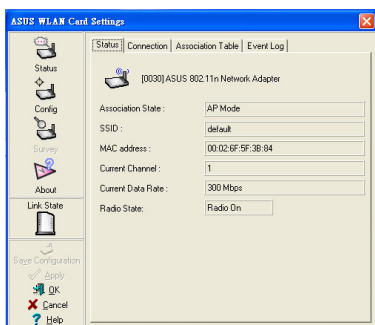 ASUS WLAN Card Settings
Status
Config
Survey
About
Link State
Save Configuration
Apply
OK
Cancel
Help
Status Connection Association Table Event Log
[0030] ASUS 802.11n Network Adapter
Association State : AP Mode
SSID : default
MAC address : 00:02:6F:5F:3B:84
Current Channel : 1
Current Data Rate : 300 Mbps
Radio State: Radio On